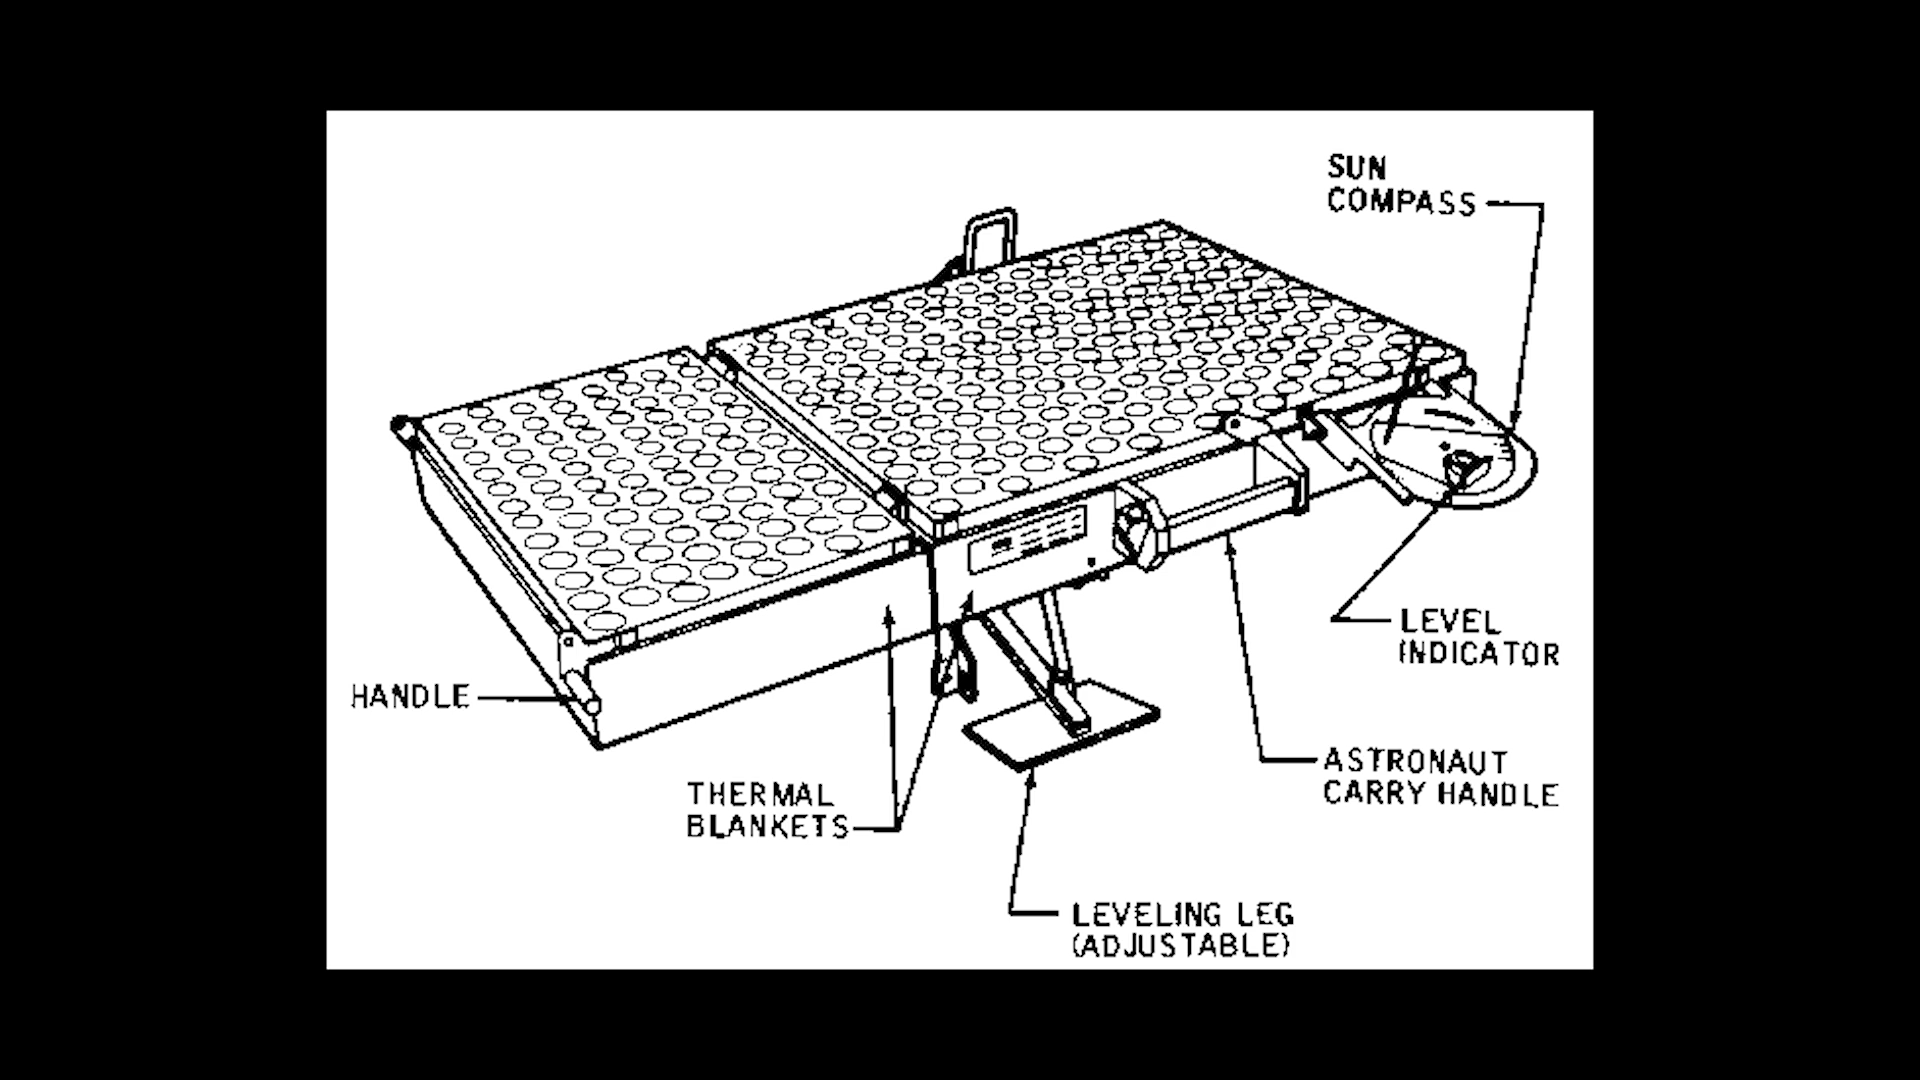 SUN
COMPASS
LEVEL
INDICATOR
HANDLE
ASTRONAUT
CARRY HANDLE
THERMAL
BLANKETS
LEVELING LEG
(ADJUSTABLE)